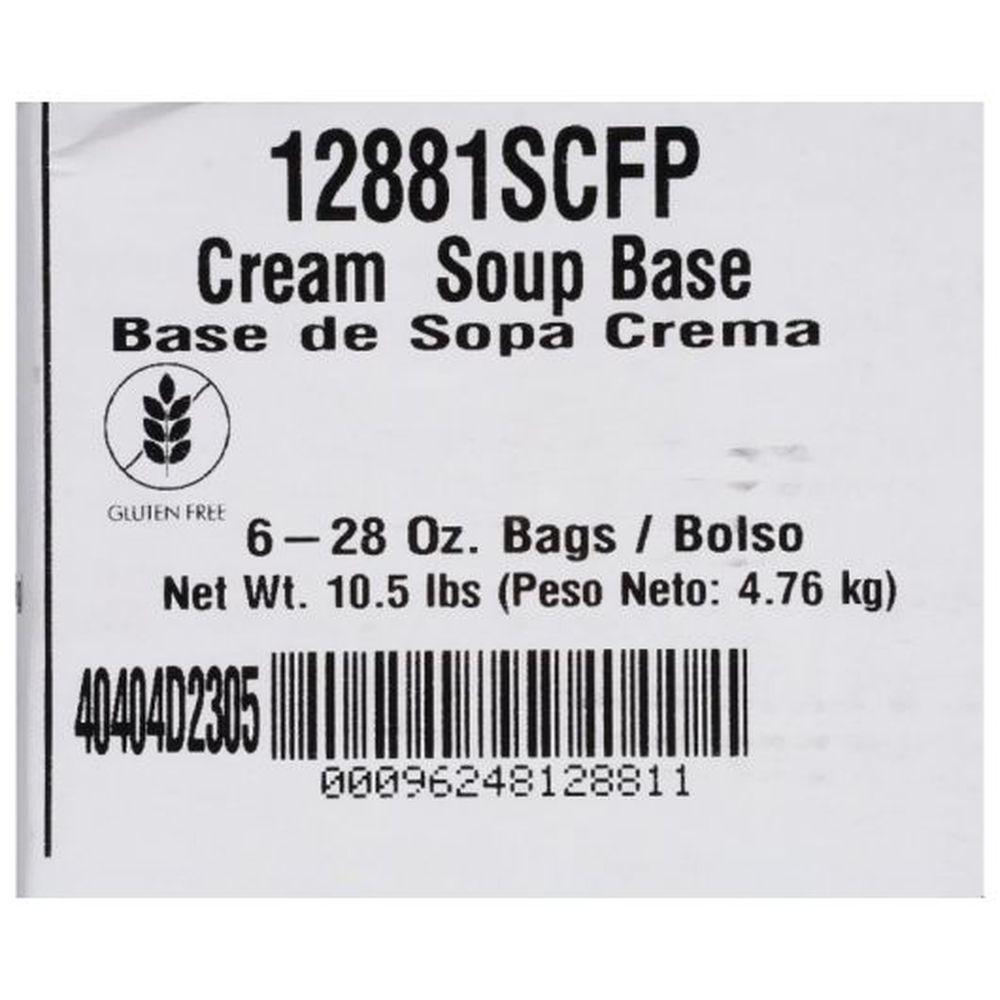 12881SCFP
Cream Soup Base
Base de Sopa Crema
GLUTEN FREE
6–28 Oz. Bags / Bolso
Net Wt. 10.5 lbs (Peso Neto: 4.76 kg)
40404D2305
00096248128811